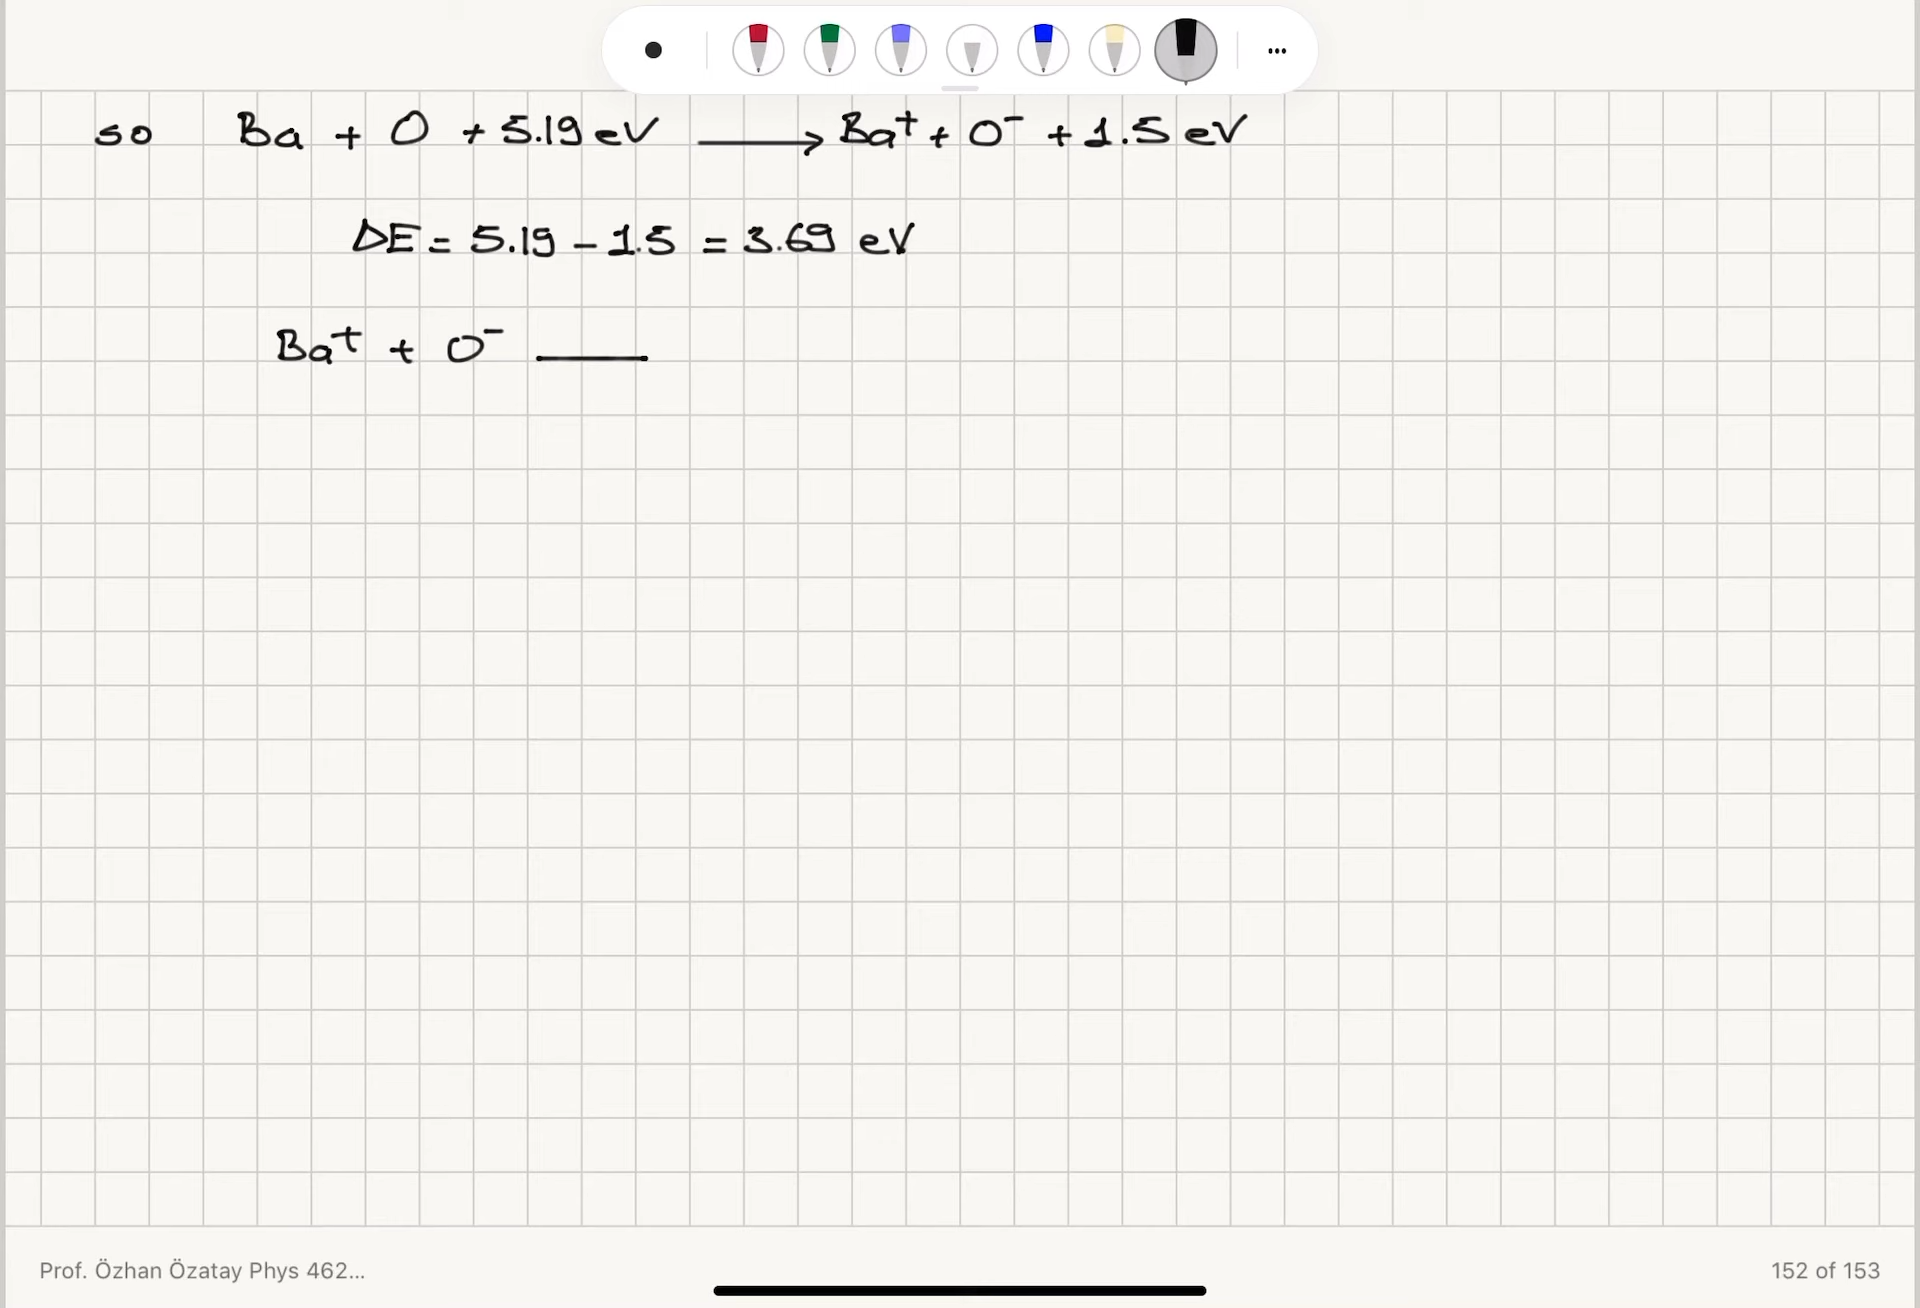 so Ba + O + 5.19 eV ⟶ Ba⁺ + O⁻ + 1.5 eV
ΔE = 5.19 – 1.5 = 3.69 eV
Ba⁺ + O⁻ —
Prof. Özhan Özatay Phys 462...
152 of 153